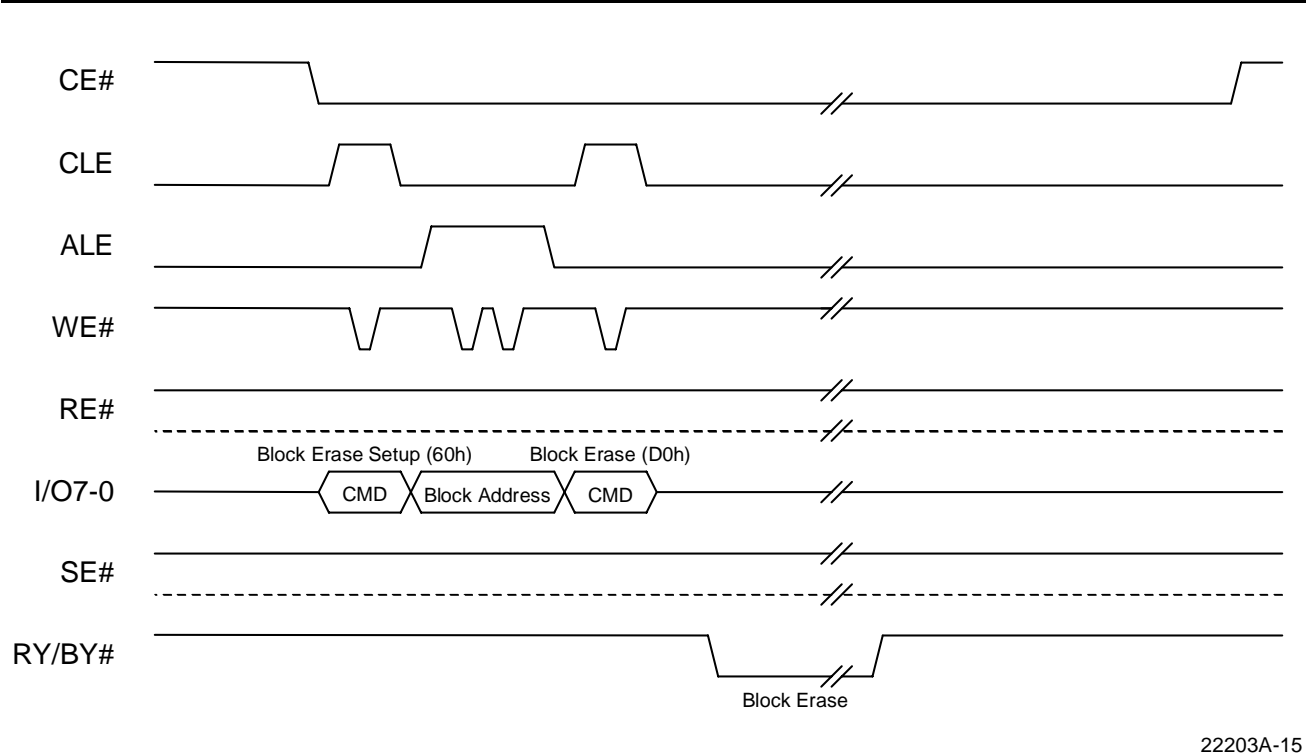 CE#
CLE
ALE
WE#
RE#
Block Erase Setup (60h) Block Erase (D0h)
I/O7-0 CMD Block Address CMD
SE#
RY/BY#
Block Erase
22203A-15